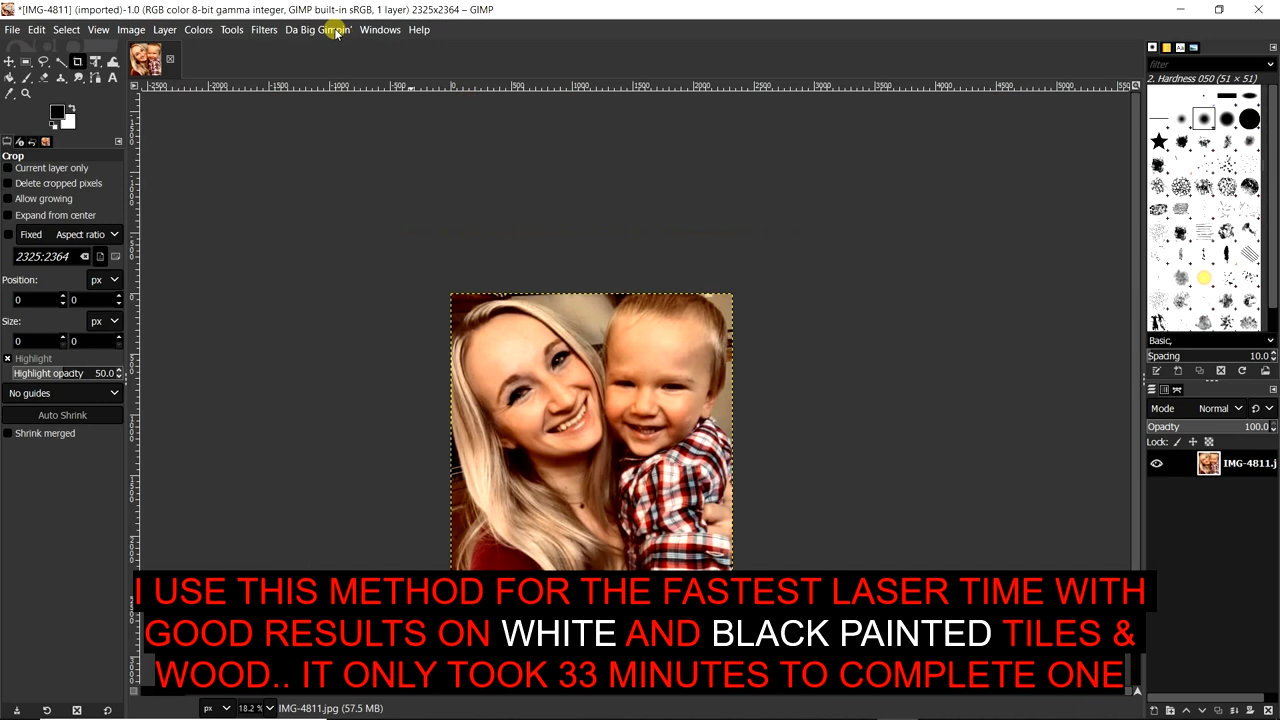 *[IMG-4811] (imported)-1.0 (RGB color 8-bit gamma integer, GIMP built-in sRGB, 1 layer) 2325x2364 – GIMP
File Edit Select View Image Layer Colors Tools Filters Da Big Gimpin' Windows Help
filter
2. Hardness 050 (51 × 51)
Crop
Current layer only
Delete cropped pixels
Allow growing
Expand from center
Fixed Aspect ratio
2325:2364
Position: px
0 0
Size: px
0 0
Highlight
Highlight opacity 50.0
No guides
Auto Shrink
Shrink merged
Basic,
Spacing 10.0
Mode Normal
Opacity 100.0
Lock:
IMG-4811.j
I USE THIS METHOD FOR THE FASTEST LASER TIME WITH
GOOD RESULTS ON WHITE AND BLACK PAINTED TILES &
WOOD.. IT ONLY TOOK 33 MINUTES TO COMPLETE ONE
px 18.2 % IMG-4811.jpg (57.5 MB)